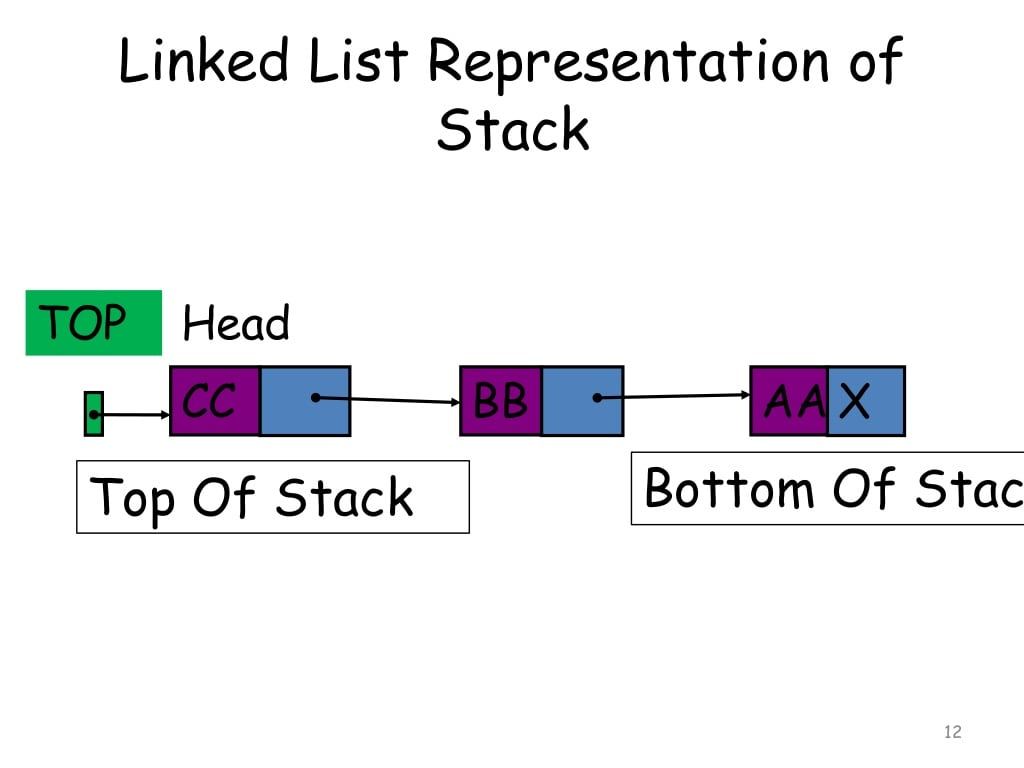 Linked List Representation of
Stack
TOP Head
CC BB AA X
Top Of Stack Bottom Of Stac
12